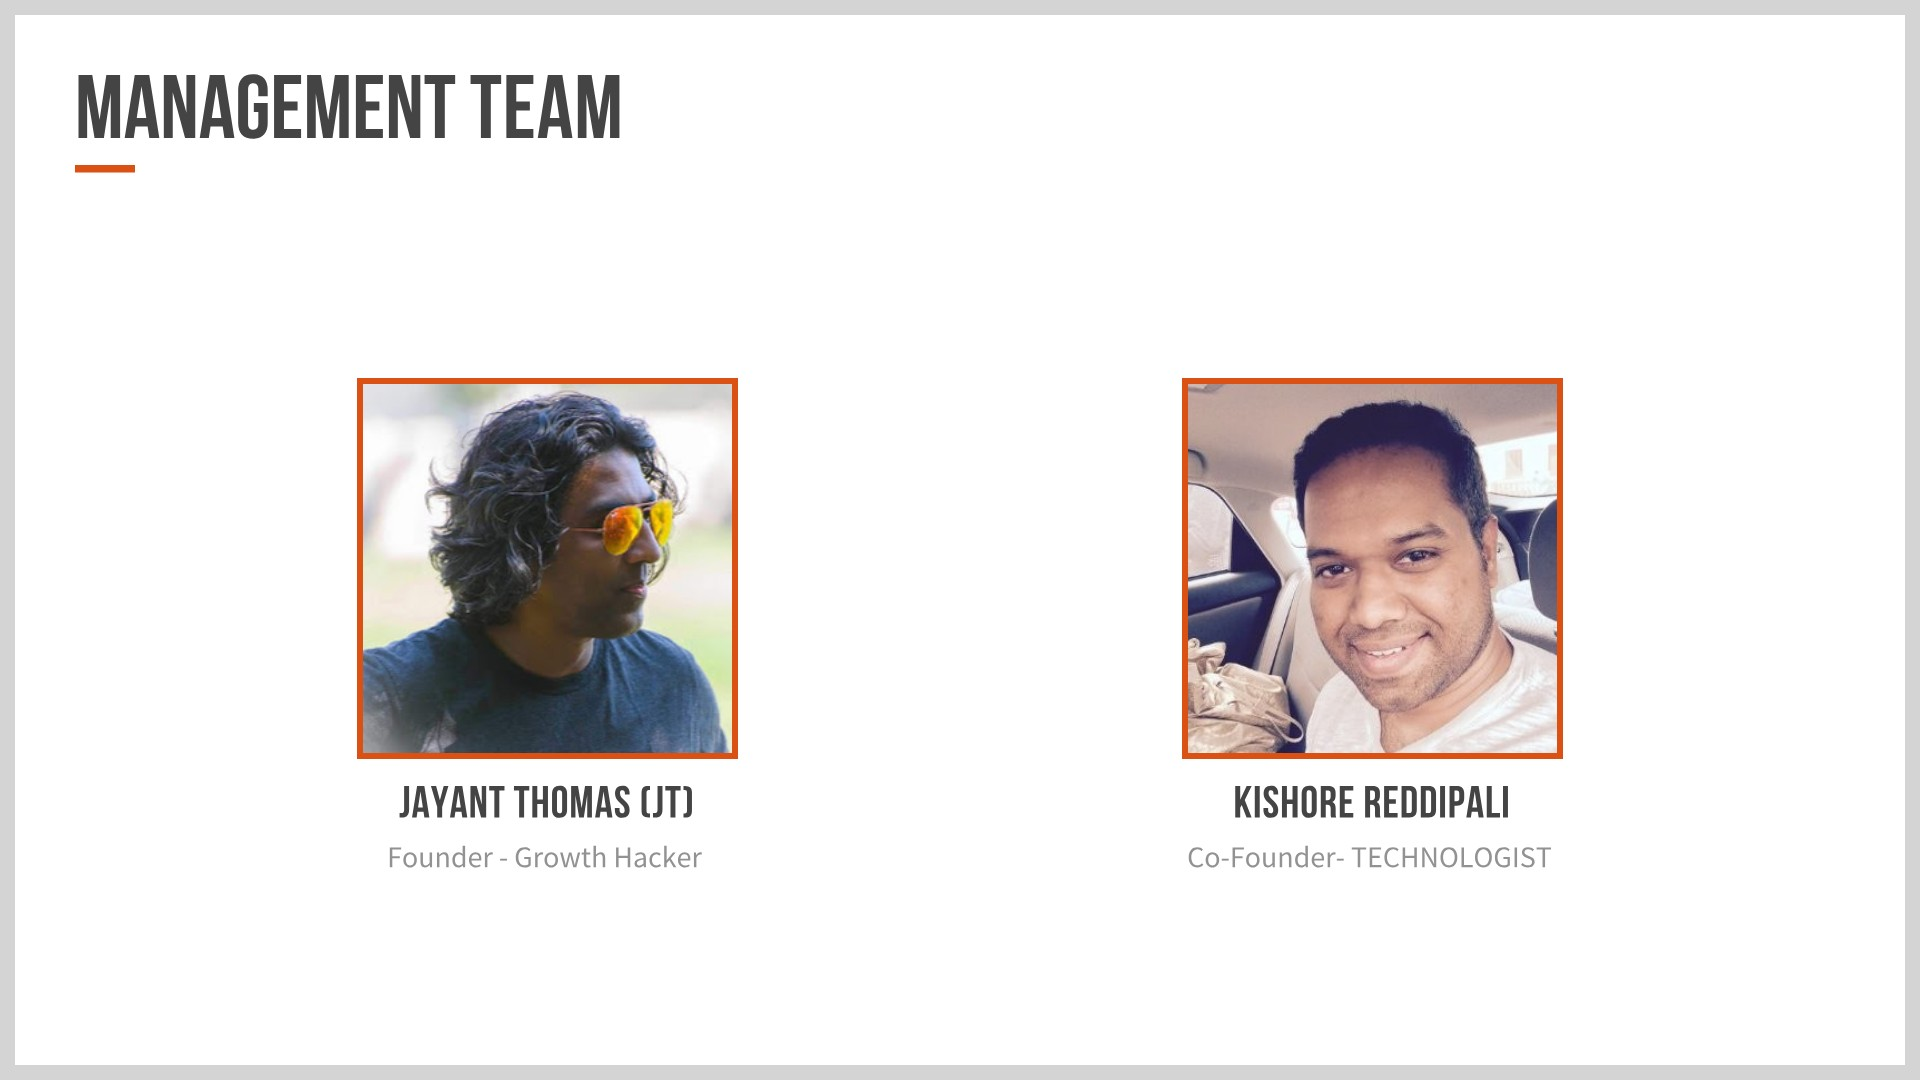 MANAGEMENT TEAM
JAYANT THOMAS (JT)
Founder - Growth Hacker
KISHORE REDDIPALI
Co-Founder- TECHNOLOGIST